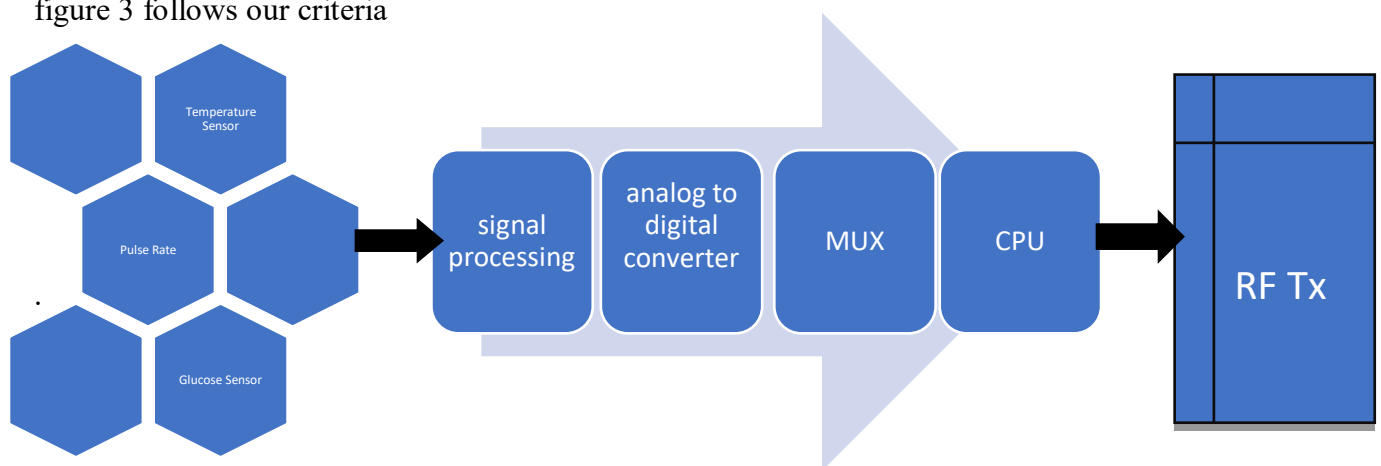 figure 3 follows our criteria
Temperature
Sensor
Pulse Rate
.
Glucose Sensor
signal
processing
analog to
digital
converter
MUX
CPU
RF Tx